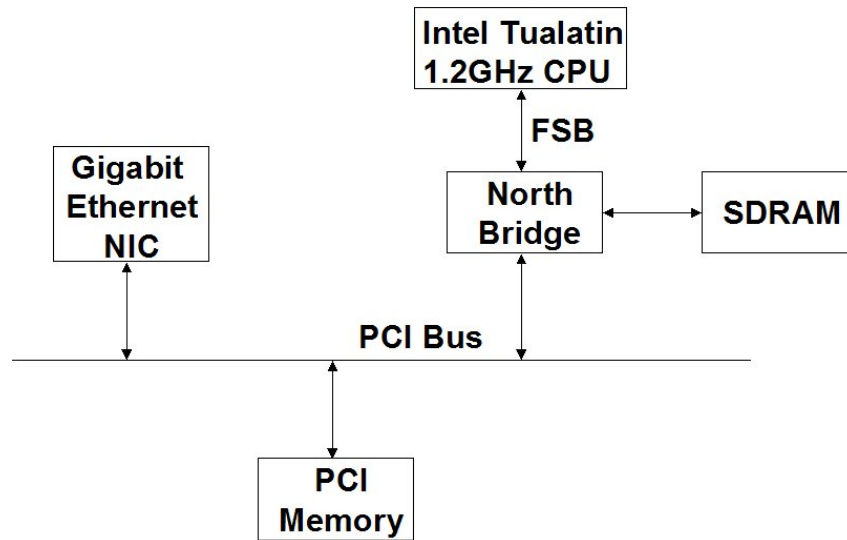 Intel Tualatin
1.2GHz CPU
FSB
Gigabit
Ethernet
NIC
North
Bridge
SDRAM
PCI Bus
PCI
Memory